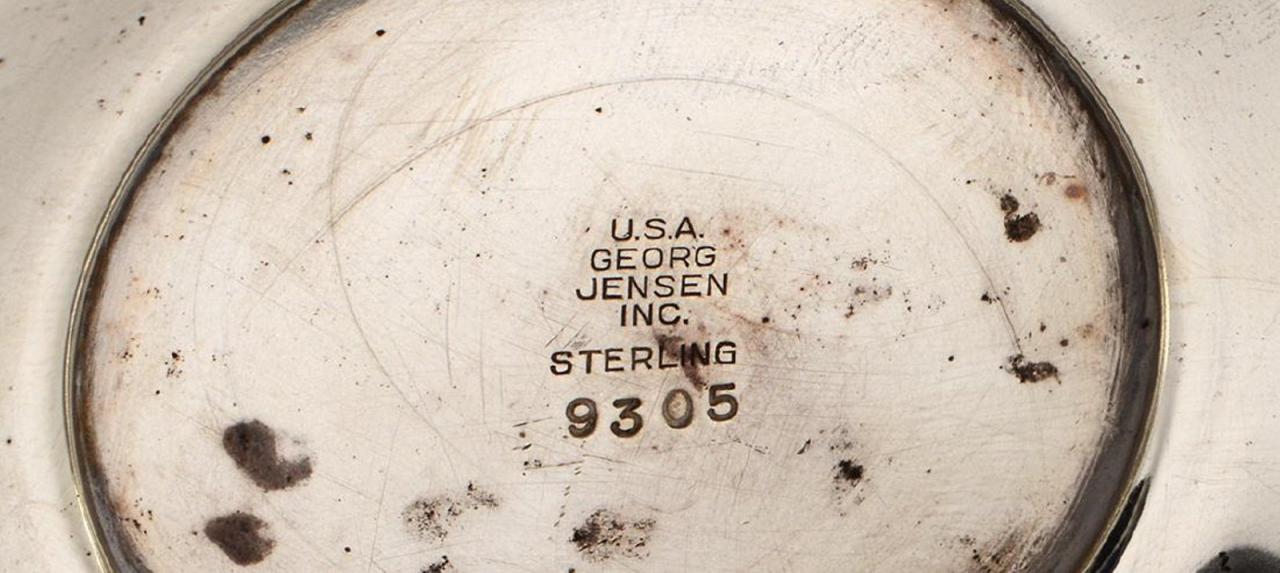 U.S.A.
GEORG
JENSEN
INC.
STERLING
9305